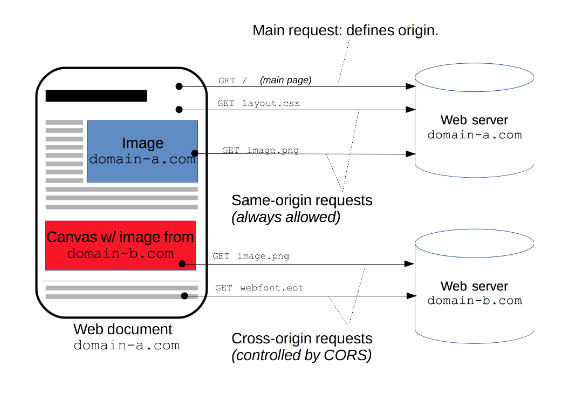 Main request: defines origin.
GET / (main page)
GET layout.css
Image
domain-a.com
GET image.png
Web server
domain-a.com
Same-origin requests
(always allowed)
Canvas w/ image from
domain-b.com
GET image.png
GET webfont.eot
Web server
domain-b.com
Web document
domain-a.com
Cross-origin requests
(controlled by CORS)